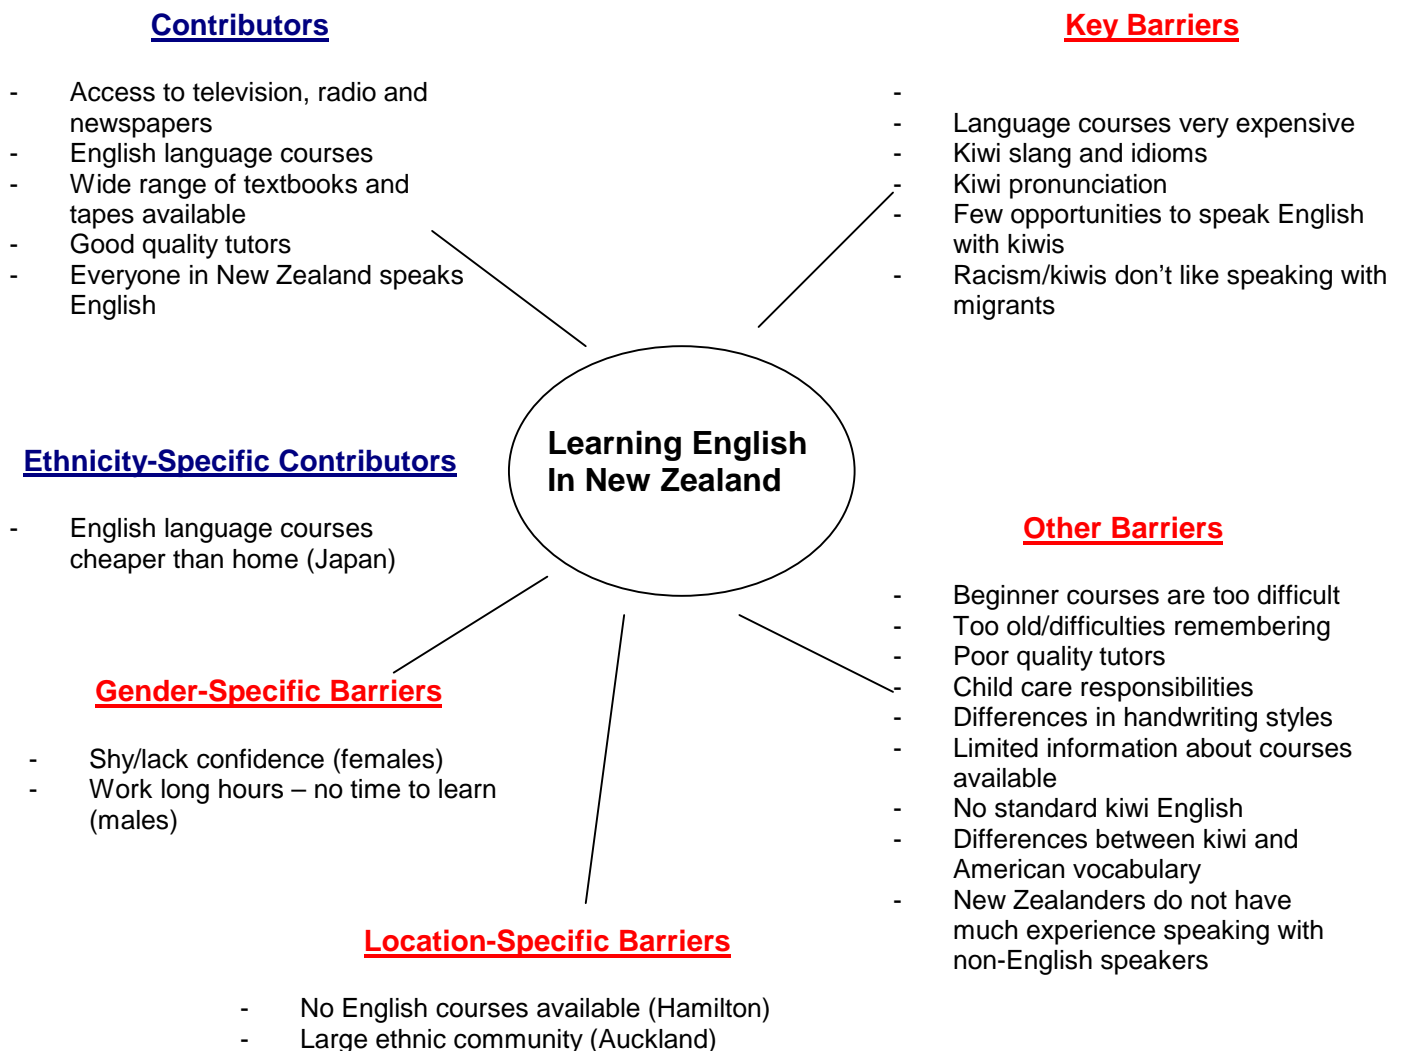 Contributors
- Access to television, radio and
newspapers
- English language courses
- Wide range of textbooks and
tapes available
- Good quality tutors
- Everyone in New Zealand speaks
English
Key Barriers
-
- Language courses very expensive
- Kiwi slang and idioms
- Kiwi pronunciation
- Few opportunities to speak English
with kiwis
- Racism/kiwis don’t like speaking with
migrants
Learning English
In New Zealand
Ethnicity-Specific Contributors
- English language courses
cheaper than home (Japan)
Other Barriers
- Beginner courses are too difficult
- Too old/difficulties remembering
- Poor quality tutors
- Child care responsibilities
- Differences in handwriting styles
- Limited information about courses
available
- No standard kiwi English
- Differences between kiwi and
American vocabulary
- New Zealanders do not have
much experience speaking with
non-English speakers
Gender-Specific Barriers
- Shy/lack confidence (females)
- Work long hours – no time to learn
(males)
Location-Specific Barriers
- No English courses available (Hamilton)
- Large ethnic community (Auckland)